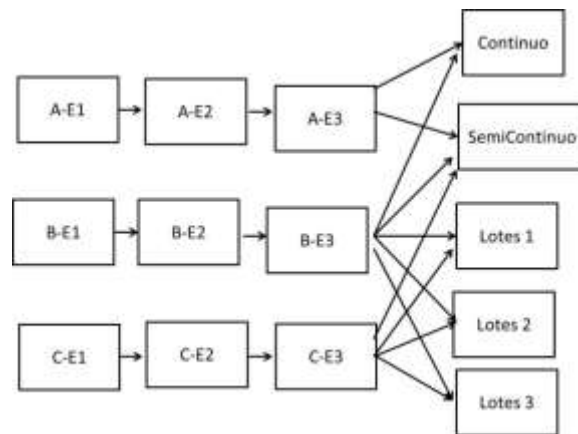 Continuo
A-E1
A-E2
A-E3
SemiContinuo
B-E1
B-E2
B-E3
Lotes 1
C-E1
C-E2
C-E3
Lotes 2
Lotes 3